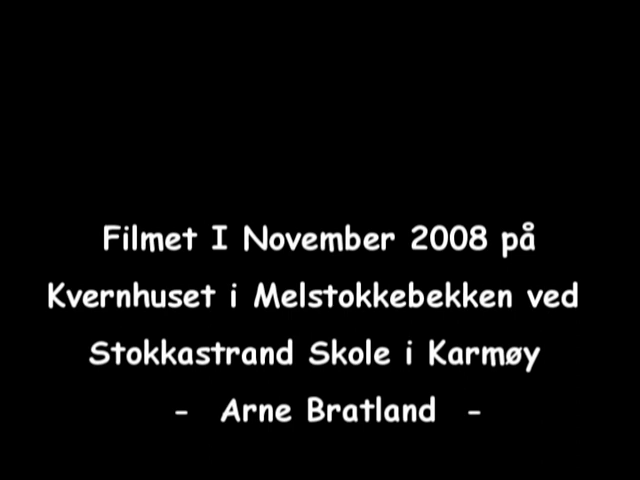 Filmet I November 2008 på
Kvernhuset i Melstokkebekken ved
Stokkastrand Skole i Karmøy
- Arne Bratland -